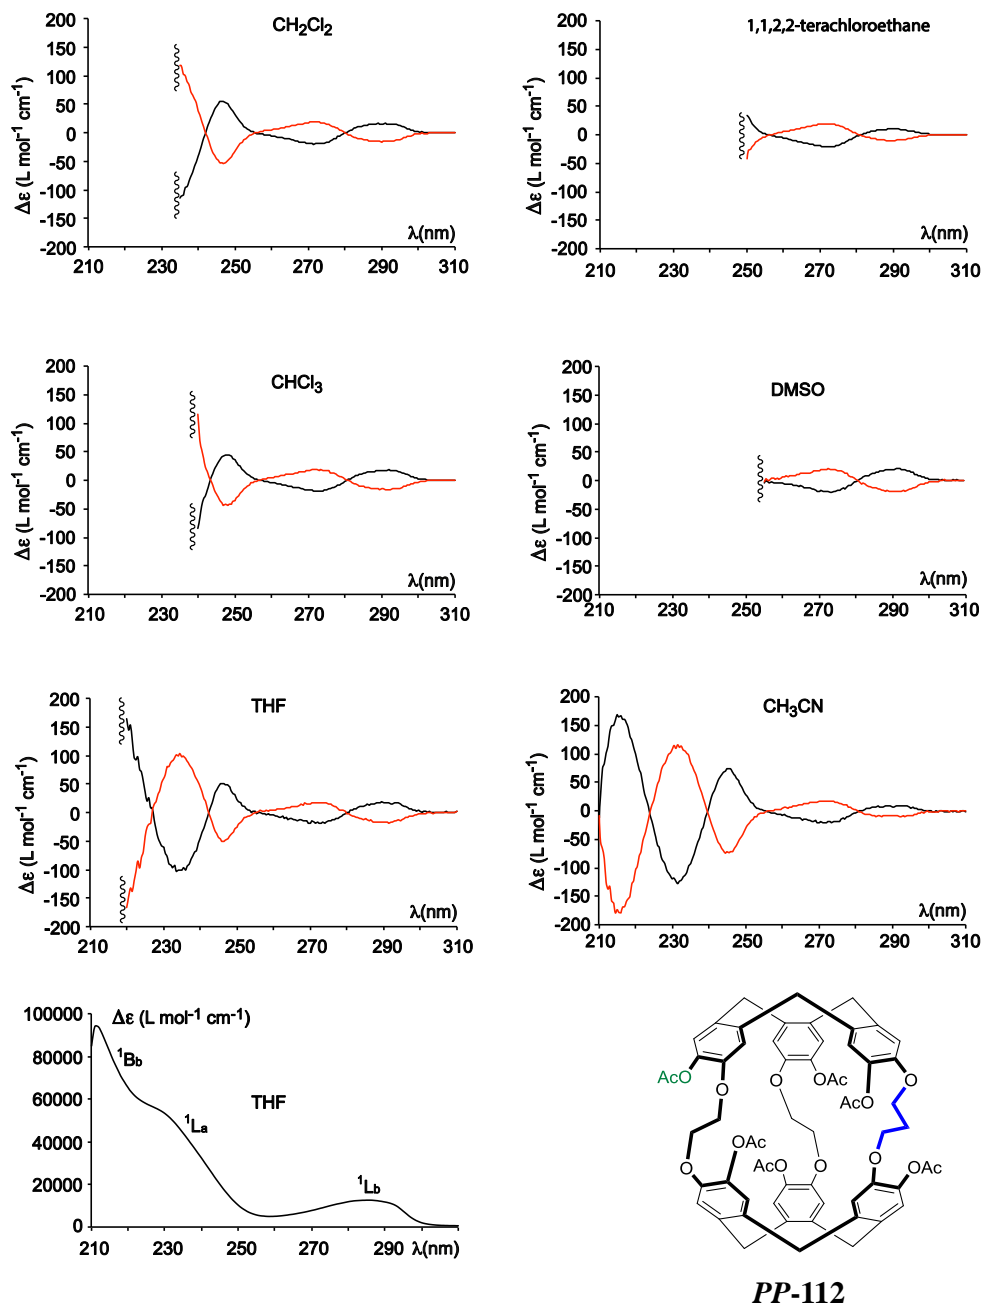 CH₂Cl₂
200
150
100
50
0
-50
-100
-150
-200
Δε (L mol⁻¹ cm⁻¹)
λ(nm)
210 230 250 270 290 310
1,1,2,2-terachloroethane
200
150
100
50
0
-50
-100
-150
-200
Δε (L mol⁻¹ cm⁻¹)
λ(nm)
210 230 250 270 290 310
CHCl₃
200
150
100
50
0
-50
-100
-150
-200
Δε (L mol⁻¹ cm⁻¹)
λ(nm)
210 230 250 270 290 310
DMSO
200
150
100
50
0
-50
-100
-150
-200
Δε (L mol⁻¹ cm⁻¹)
λ(nm)
210 230 250 270 290 310
THF
200
150
100
50
0
-50
-100
-150
-200
Δε (L mol⁻¹ cm⁻¹)
λ(nm)
210 230 250 270 290 310
CH₃CN
200
150
100
50
0
-50
-100
-150
-200
Δε (L mol⁻¹ cm⁻¹)
λ(nm)
210 230 250 270 290 310
Δε (L mol⁻¹ cm⁻¹)
100000
80000
60000
40000
20000
0
¹Bb
THF
¹La
¹Lb
210 230 250 270 290 λ(nm)
AcO
O
O
OAc
AcO
O
OAc
O
AcO
O
O
OAc
PP-112